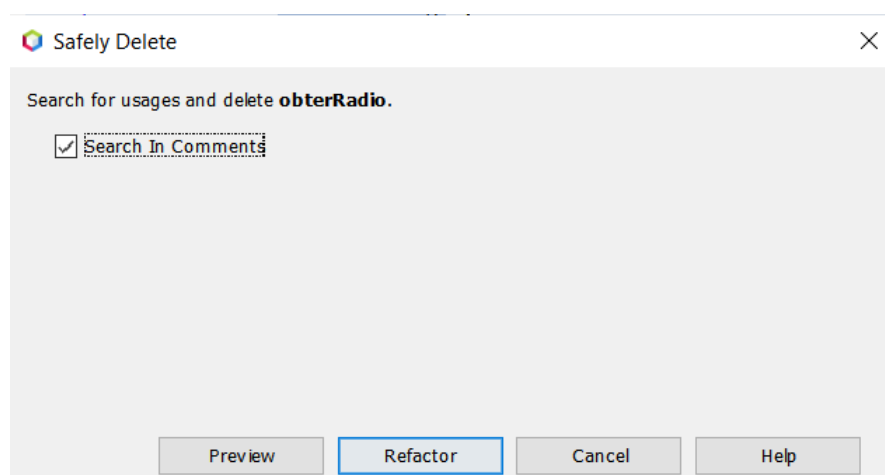 Safely Delete
Search for usages and delete obterRadio.
Search In Comments
Preview Refactor Cancel Help